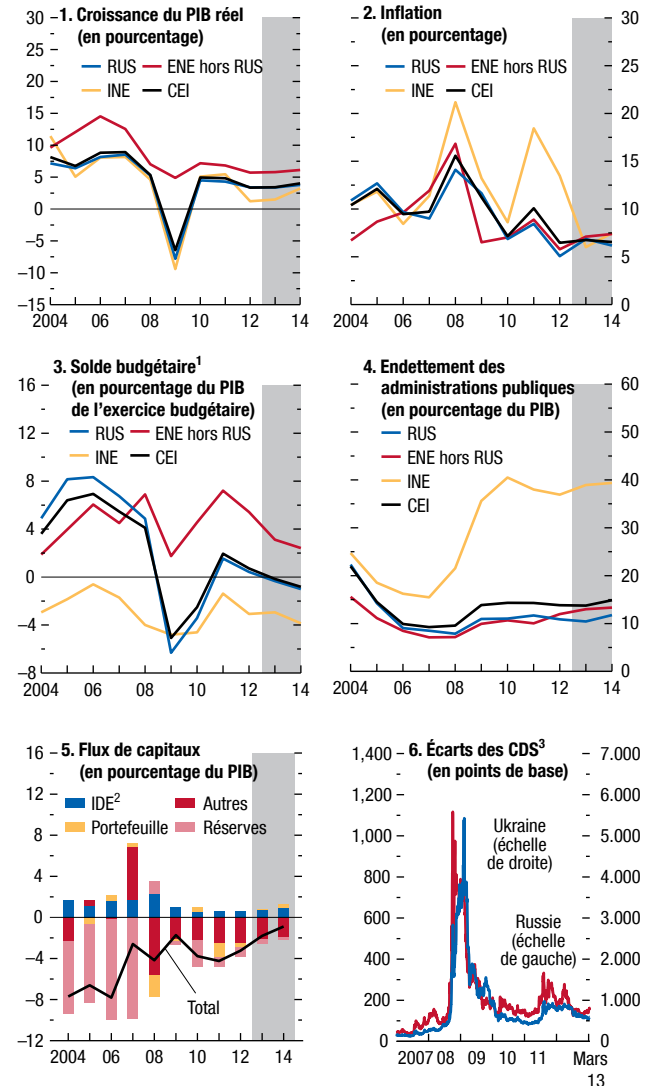 1. Croissance du PIB réel
(en pourcentage)
RUS ENE hors RUS
INE CEI
30
25
20
15
10
5
0
–5
–10
–15
2004 06 08 10 12 14
2. Inflation
(en pourcentage)
RUS ENE hors RUS
INE CEI
30
25
20
15
10
5
0
2004 06 08 10 12 14
3. Solde budgétaire1
(en pourcentage du PIB
de l’exercice budgétaire)
RUS ENE hors RUS
INE CEI
16
12
8
4
0
–4
–8
2004 06 08 10 12 14
4. Endettement des
administrations publiques
(en pourcentage du PIB)
RUS
ENE hors RUS
INE
CEI
60
50
40
30
20
10
0
2004 06 08 10 12 14
5. Flux de capitaux
(en pourcentage du PIB)
IDE2 Autres
Portefeuille Réserves
16
12
8
4
0
–4
–8
–12
Total
2004 06 08 10 12 14
6. Écarts des CDS3
(en points de base)
1,400
1,200
1,000
800
600
400
200
0
7.000
6.000
5.000
4.000
3.000
2.000
1.000
0
Ukraine
(échelle
de droite)
Russie
(échelle
de gauche)
2007 08 09 10 11 Mars
13